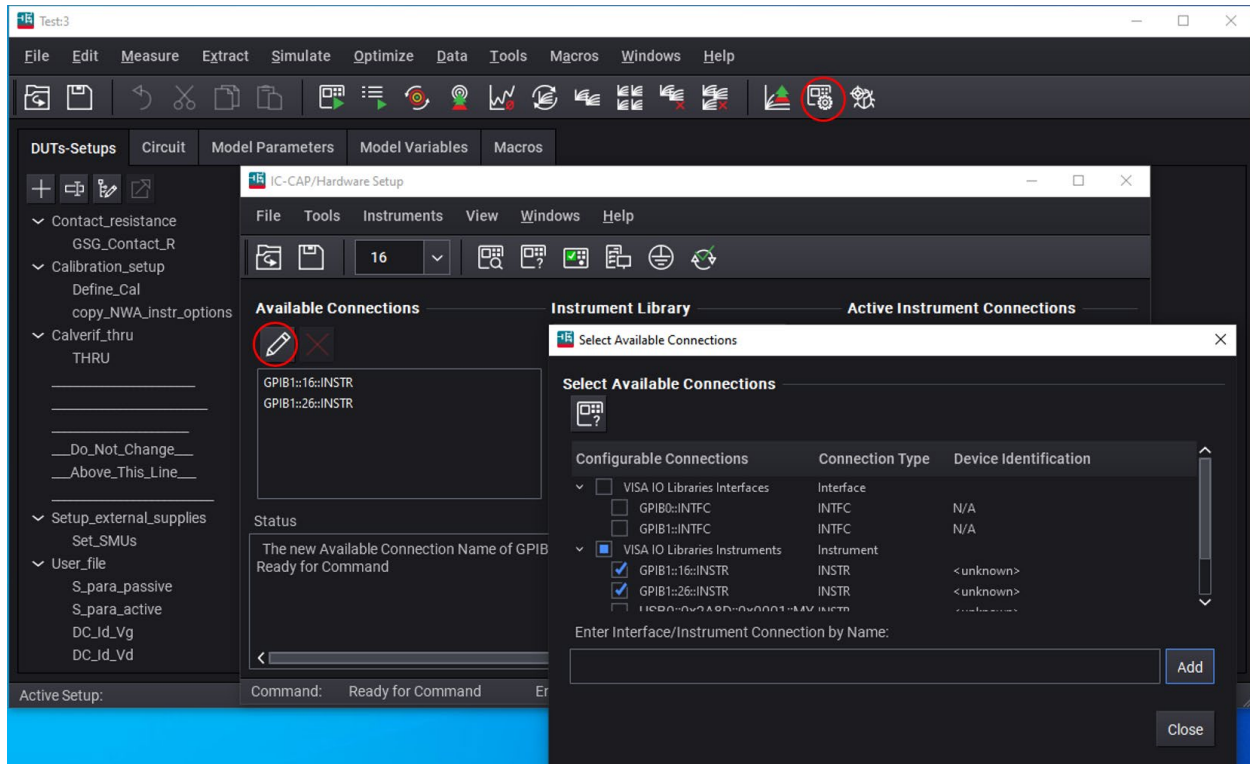 Test:3
File Edit Measure Extract Simulate Optimize Data Tools Macros Windows Help
DUTs-Setups Circuit Model Parameters Model Variables Macros
Contact_resistance
GSG_Contact_R
Calibration_setup
Define_Cal
copy_NWA_instr_options
Calverif_thru
THRU
__Do_Not_Change__
__Above_This_Line__
Setup_external_supplies
Set_SMUs
User_file
S_para_passive
S_para_active
DC_Id_Vg
DC_Id_Vd
Active Setup:
IC-CAP/Hardware Setup
File Tools Instruments View Windows Help
16
Available Connections Instrument Library Active Instrument Connections
GPIB1::16::INSTR
GPIB1::26::INSTR
Status
The new Available Connection Name of GPIB
Ready for Command
Command: Ready for Command
Select Available Connections
Select Available Connections
Configurable Connections Connection Type Device Identification
VISA IO Libraries Interfaces Interface
GPIB0::INTFC INTFC N/A
GPIB1::INTFC INTFC N/A
VISA IO Libraries Instruments Instrument
GPIB1::16::INSTR INSTR <unknown>
GPIB1::26::INSTR INSTR <unknown>
USB0::0x2A8D::0x0001::MY INSTR <unknown>
Enter Interface/Instrument Connection by Name:
Add
Close